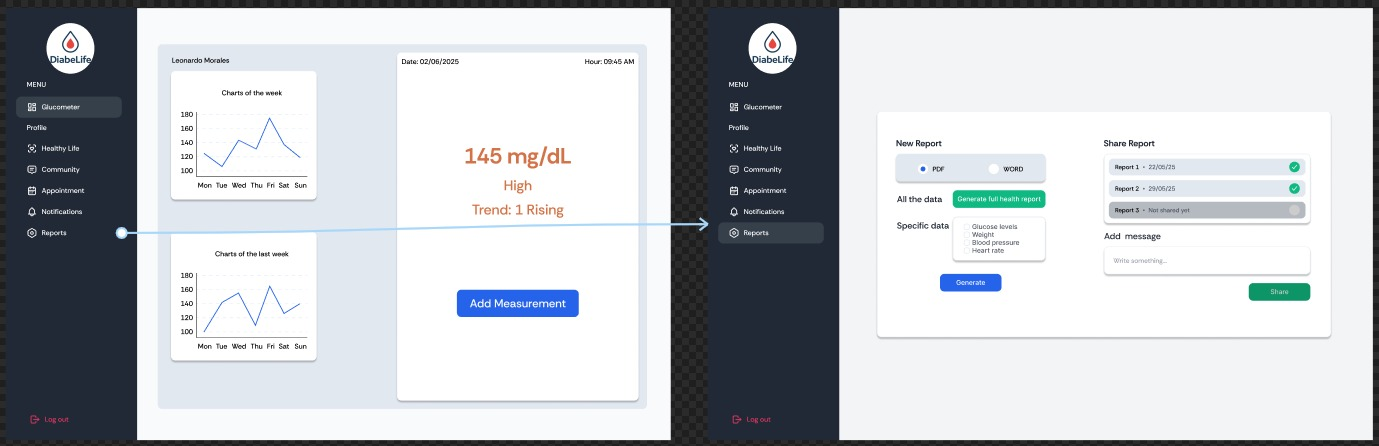 DiabeLife
MENU
Glucometer
Profile
Healthy Life
Community
Appointment
Notifications
Reports
Log out
Leonardo Morales
Charts of the week
180
160
140
120
100
Mon Tue Wed Thu Fri Sat Sun
Charts of the last week
180
160
140
120
100
Mon Tue Wed Thu Fri Sat Sun
Date: 02/06/2025 Hour: 09:45 AM
145 mg/dL
High
Trend: 1 Rising
Add Measurement
DiabeLife
MENU
Glucometer
Profile
Healthy Life
Community
Appointment
Notifications
Reports
Log out
New Report
PDF WORD
All the data Generate full health report
Specific data
Glucose levels
Weight
Blood pressure
Heart rate
Generate
Share Report
Report 1 • 22/05/25
Report 2 • 29/05/25
Report 3 • Not shared yet
Add message
Write something...
Share